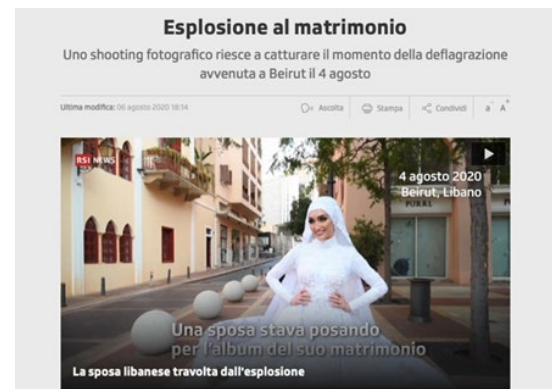 Esplosione al matrimonio
Uno shooting fotografico riesce a catturare il momento della deflagrazione
avvenuta a Beirut il 4 agosto
Ultima modifica: 06 agosto 2020 18:14
Ascolta
Stampa
Condividi
a- A+
RSI NEWS
4 agosto 2020
Beirut, Libano
Una sposa stava posando
per l'album del suo matrimonio
La sposa libanese travolta dall'esplosione